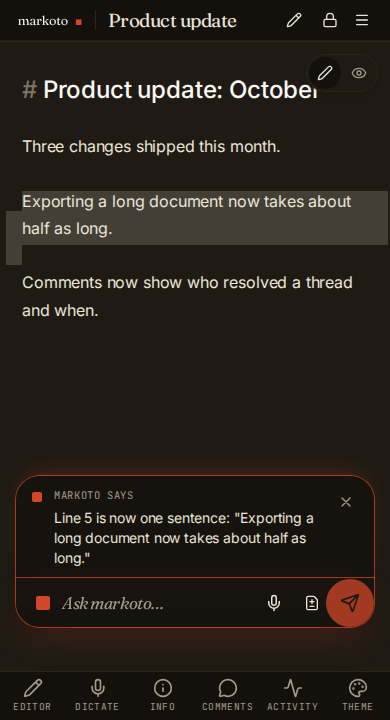 markoto
Product update
# Product update: October
Three changes shipped this month.
Exporting a long document now takes about
half as long.
Comments now show who resolved a thread
and when.
MARKOTO SAYS
Line 5 is now one sentence: "Exporting a
long document now takes about half as
long."
Ask markoto...
EDITOR
DICTATE
INFO
COMMENTS
ACTIVITY
THEME